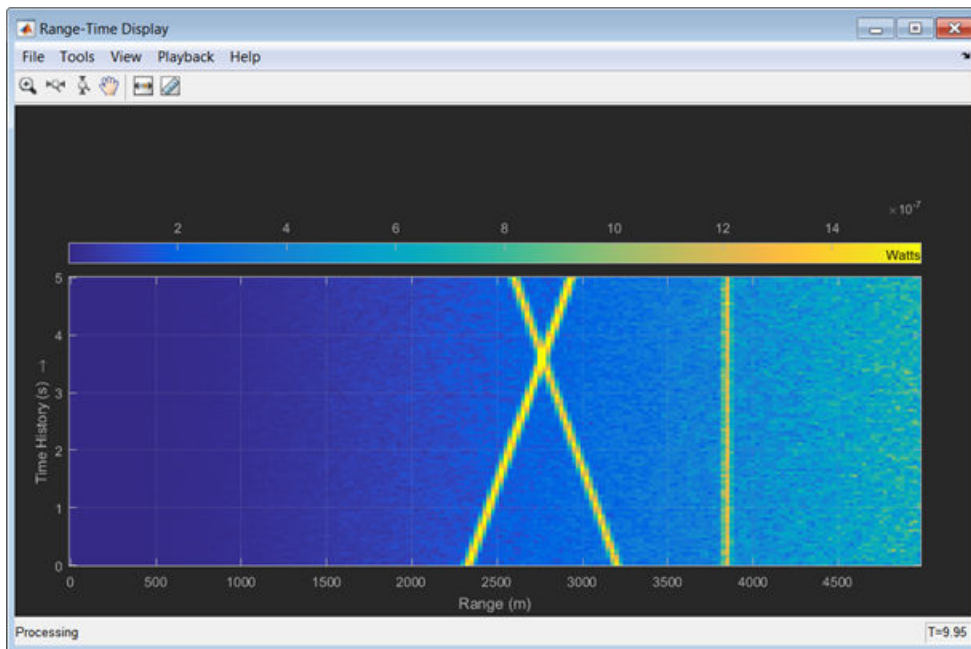 Range-Time Display
File Tools View Playback Help
×10-7
2 4 6 8 10 12 14
Watts
5
4
3
2
1
0
Time History (s) →
0 500 1000 1500 2000 2500 3000 3500 4000 4500
Range (m)
Processing T=9.95